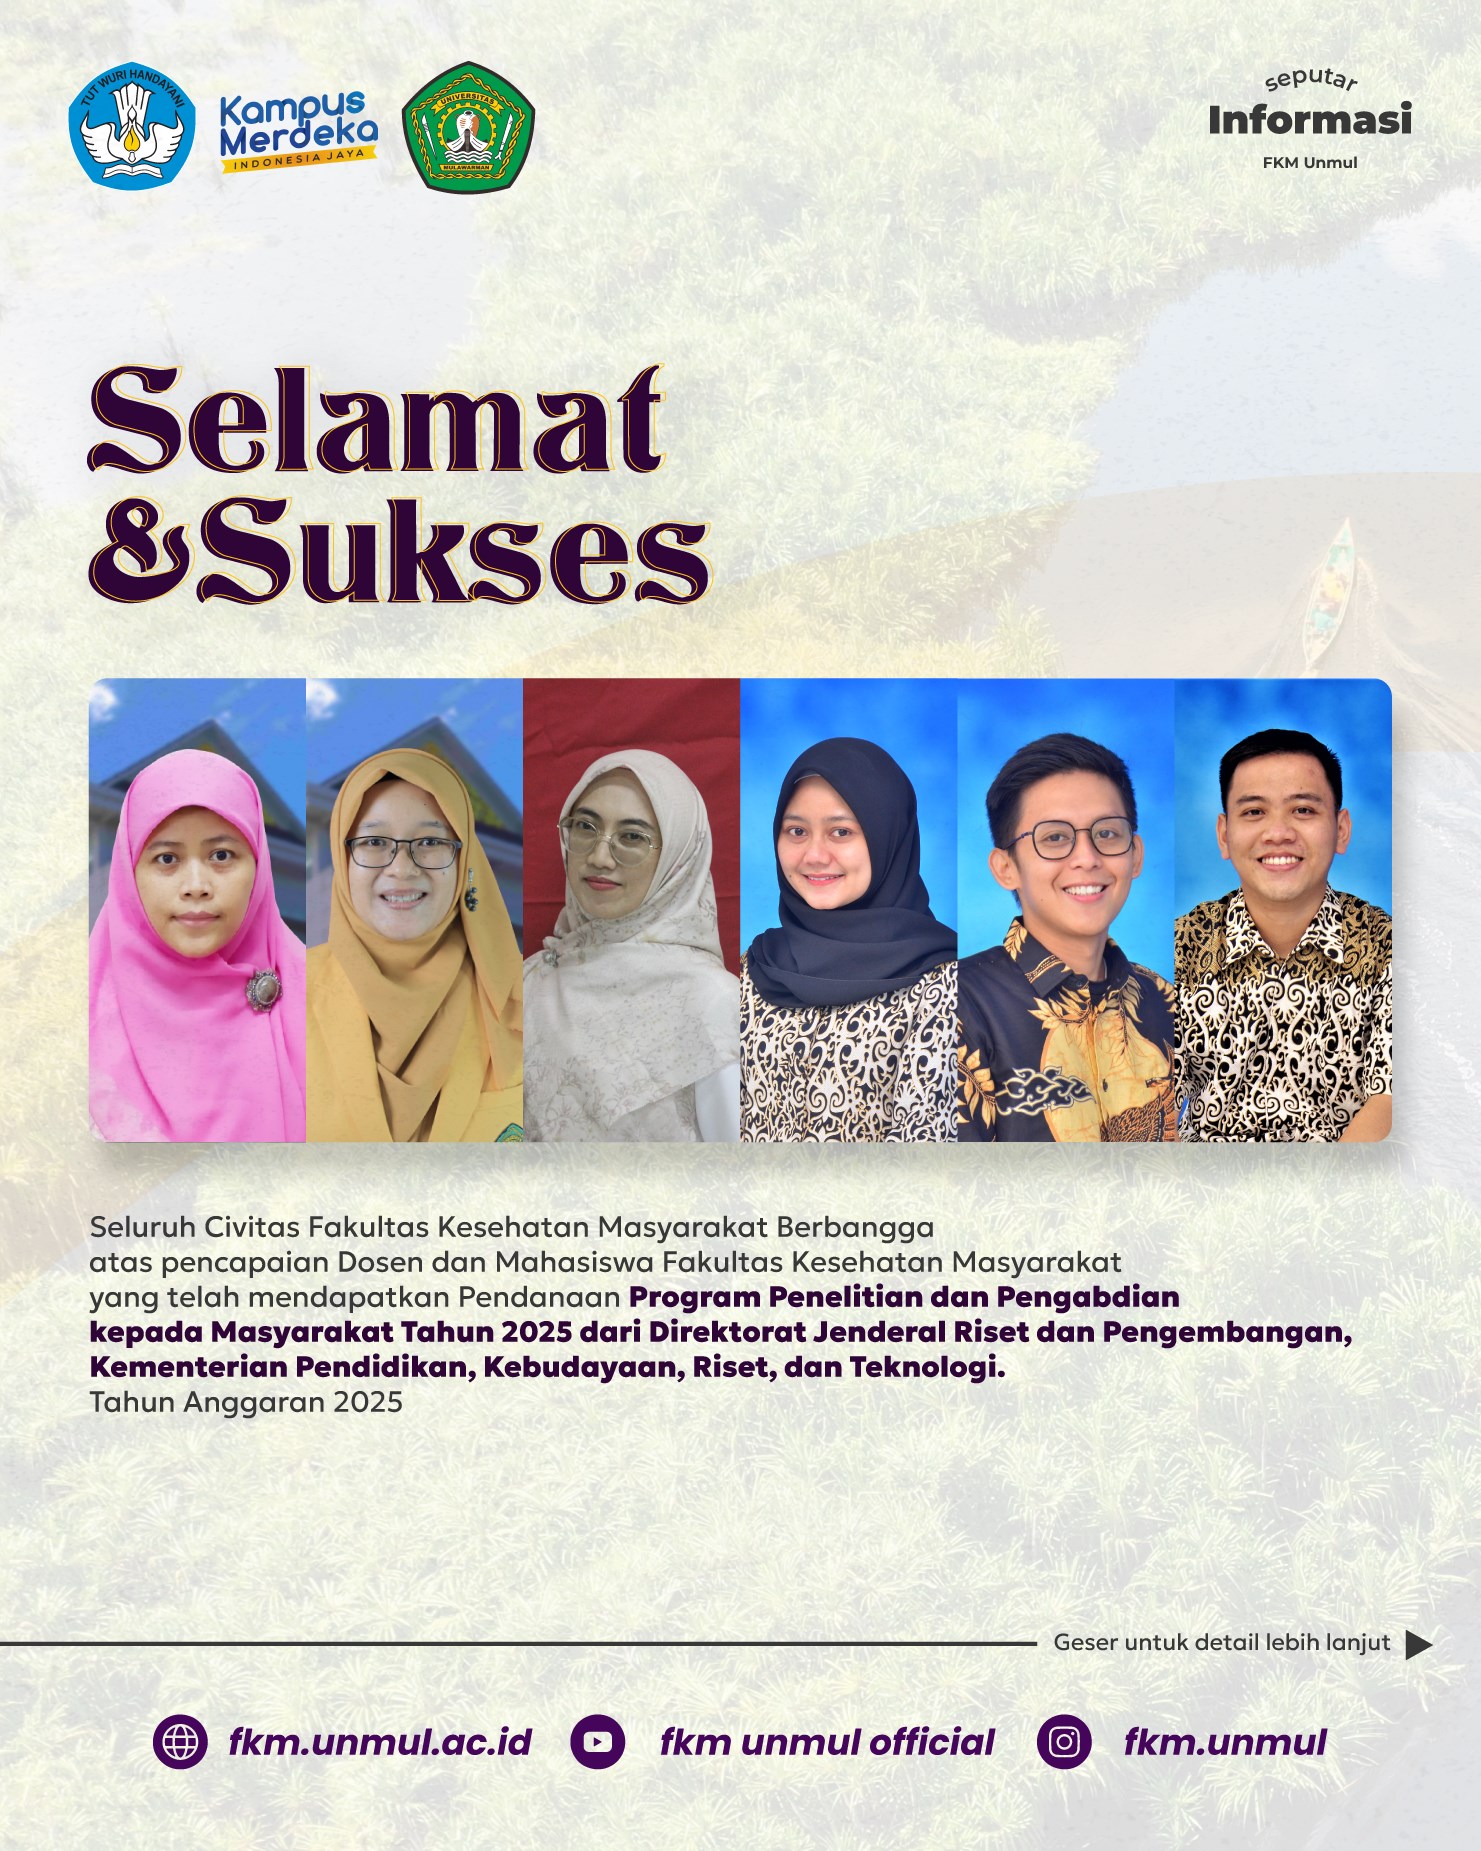 TUT WURI HANDAYANI
Kampus
Merdeka
INDONESIA JAYA
UNIVERSITAS
MULAWARMAN
seputar
Informasi
FKM Unmul
Selamat
&Sukses
Seluruh Civitas Fakultas Kesehatan Masyarakat Berbangga
atas pencapaian Dosen dan Mahasiswa Fakultas Kesehatan Masyarakat
yang telah mendapatkan Pendanaan Program Penelitian dan Pengabdian
kepada Masyarakat Tahun 2025 dari Direktorat Jenderal Riset dan Pengembangan,
Kementerian Pendidikan, Kebudayaan, Riset, dan Teknologi.
Tahun Anggaran 2025
Geser untuk detail lebih lanjut
fkm.unmul.ac.id
fkm unmul official
fkm.unmul